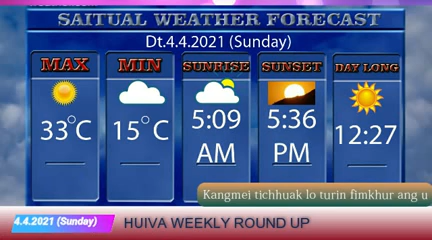 SAITUAL WEATHER FORECAST
Dt.4.4.2021 (Sunday)
MAX
MIN
SUNRISE
SUNSET
DAY LONG
33°C
15°C
5:09
AM
5:36
PM
12:27
Kangmei tichhuak lo turin fimkhur ang u
4.4.2021 (Sunday)
HUIVA WEEKLY ROUND UP